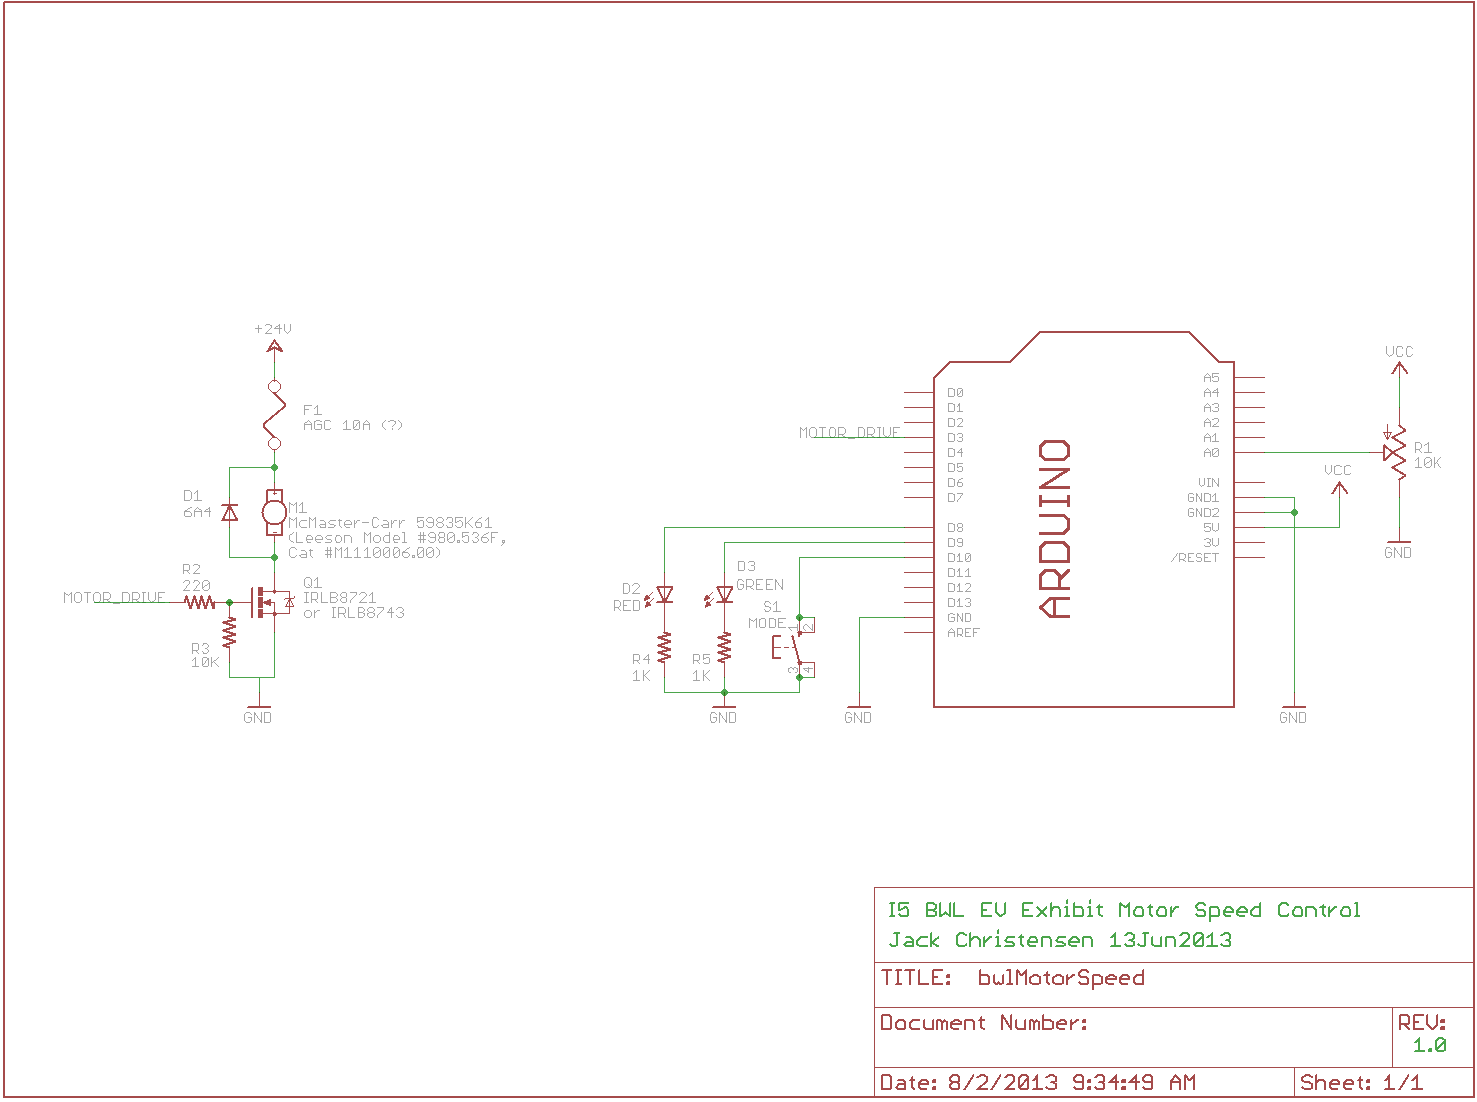 +24V
F1
AGC 10A (?)
D1
6A4
M1
McMaster-Carr 59835K61
(Leeson Model #980.536F,
Cat #M1110006.00)
R2
220
MOTOR_DRIVE
Q1
IRLB8721
or IRLB8743
R3
10K
GND
D2
RED
D3
GREEN
S1
MODE
1
2
3
4
R4
1K
R5
1K
GND
GND
MOTOR_DRIVE
D0
D1
D2
D3
D4
D5
D6
D7
D8
D9
D10
D11
D12
D13
GND
AREF
ARDUINO
A5
A4
A3
A2
A1
A0
VIN
GND1
GND2
5V
3V
/RESET
VCC
R1
10K
VCC
GND
GND
I5 BWL EV Exhibit Motor Speed Control
Jack Christensen 13Jun2013
TITLE: bwlMotorSpeed
Document Number:
REV:
1.0
Date: 8/2/2013 9:34:49 AM
Sheet: 1/1